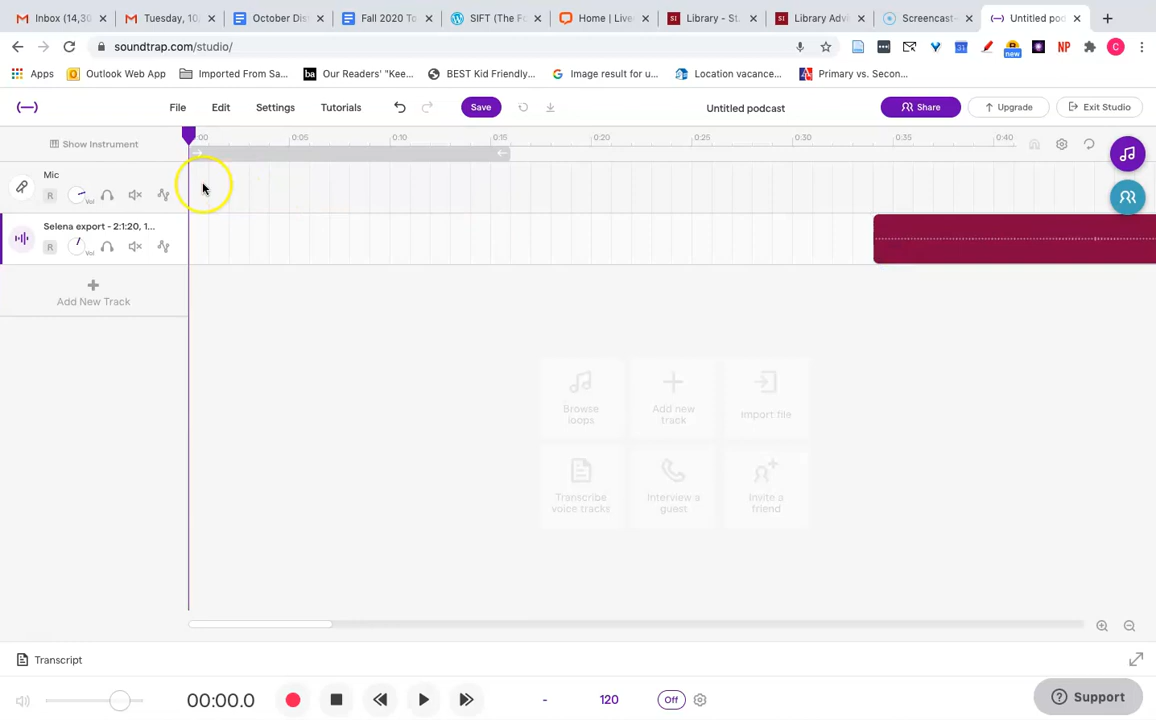 Inbox (14,30
Tuesday, 10,
October Dis
Fall 2020 To
SIFT (The Fo
Home | Live
Library - St.
Library Advi
Screencast-
Untitled pod
soundtrap.com/studio/
Apps
Outlook Web App
Imported From Sa...
Our Readers' "Kee...
BEST Kid Friendly...
Image result for u...
Location vacance...
Primary vs. Secon...
File
Edit
Settings
Tutorials
Save
Untitled podcast
Share
Upgrade
Exit Studio
Show Instrument
:00
0:05
0:10
0:15
0:20
0:25
0:30
0:35
0:40
Mic
R
Vol
Selena export - 2:1:20, 1...
R
Vol
Add New Track
Browse loops
Add new track
Import file
Transcribe voice tracks
Interview a guest
Invite a friend
Transcript
00:00.0
-
120
Off
Support